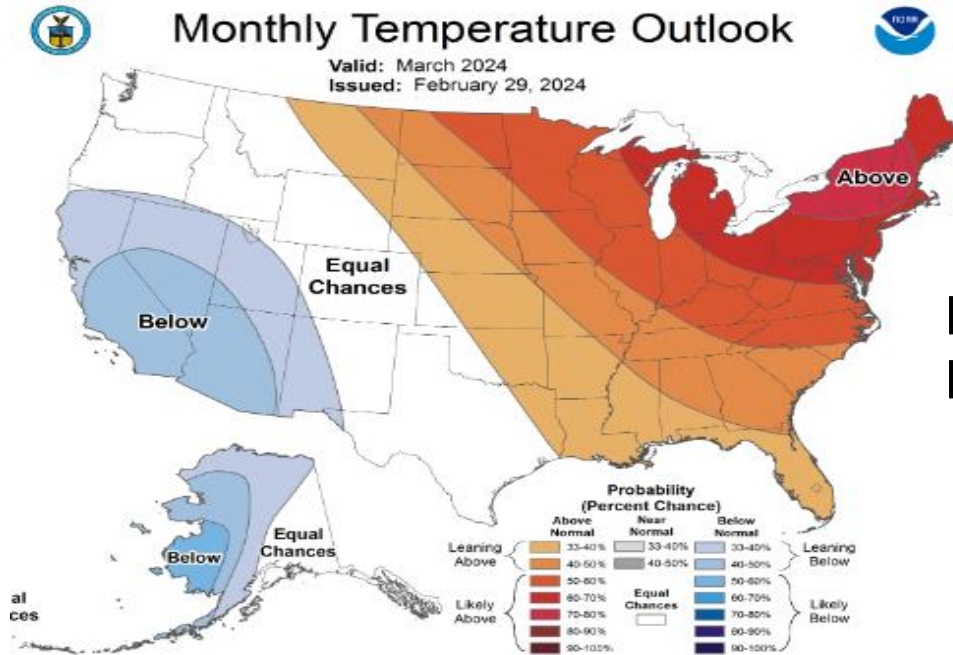 Monthly Temperature Outlook
Valid: March 2024
Issued: February 29, 2024
NOAA
Above
Equal
Chances
Below
Below
Equal
Chances
al
ces
Probability
(Percent Chance)
Above
Normal
Near
Normal
Below
Normal
Leaning
Above
33-40%
33-40%
33-40%
Leaning
Below
40-50%
40-50%
40-50%
Likely
Above
50-60%
50-60%
Likely
Below
60-70%
Equal
Chances
60-70%
70-80%
70-80%
80-90%
80-90%
90-100%
90-100%